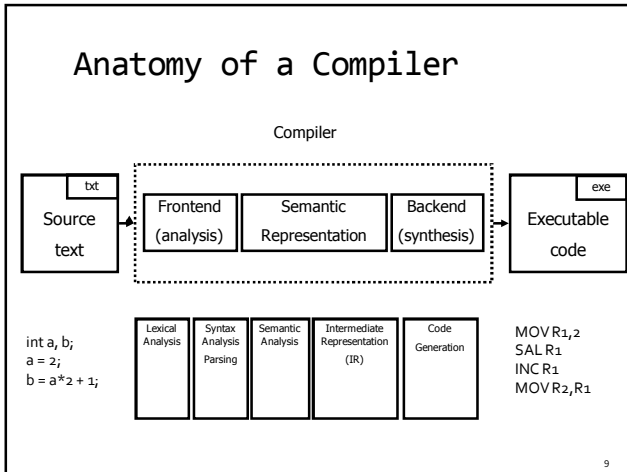 Anatomy of a Compiler
Compiler
txt
Source
text
Frontend
(analysis)
Semantic
Representation
Backend
(synthesis)
exe
Executable
code
int a, b;
a = 2;
b = a*2 + 1;
Lexical
Analysis
Syntax
Analysis
Parsing
Semantic
Analysis
Intermediate
Representation
(IR)
Code
Generation
MOV R1,2
SAL R1
INC R1
MOV R2,R1
9